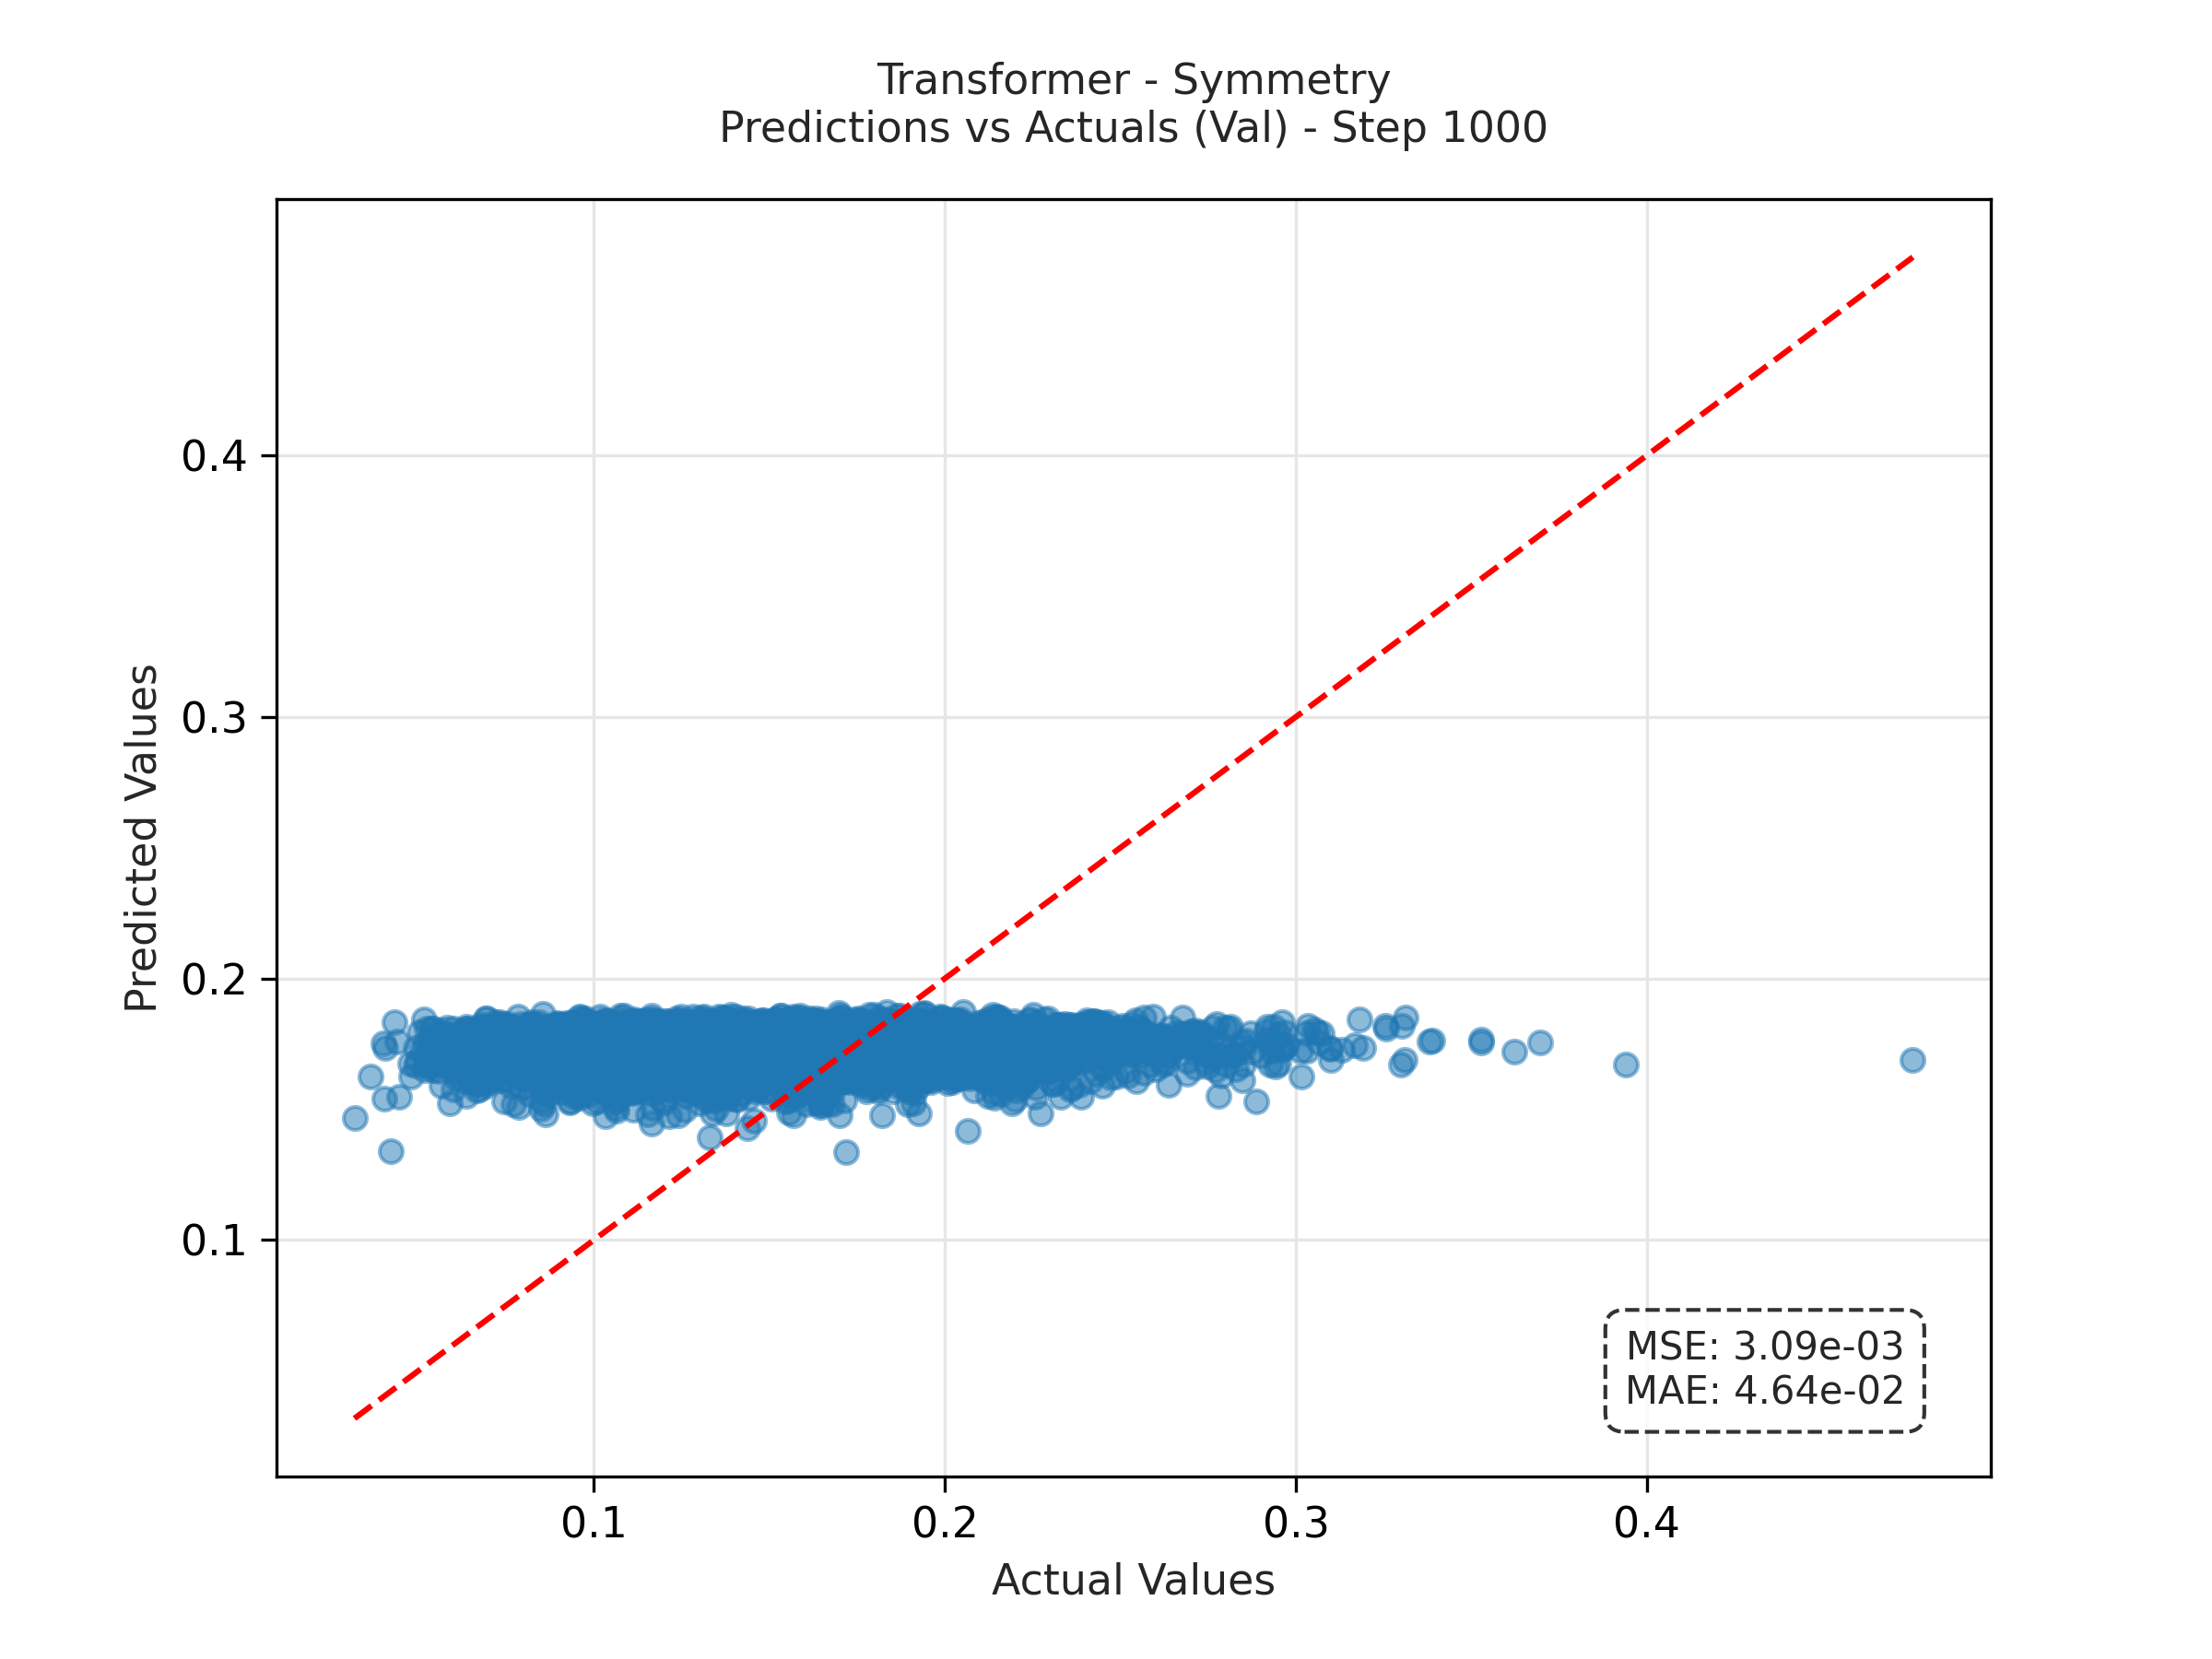 Transformer - Symmetry
Predictions vs Actuals (Val) - Step 1000
Predicted Values
0.4
0.3
0.2
0.1
MSE: 3.09e-03
MAE: 4.64e-02
0.1 0.2 0.3 0.4
Actual Values